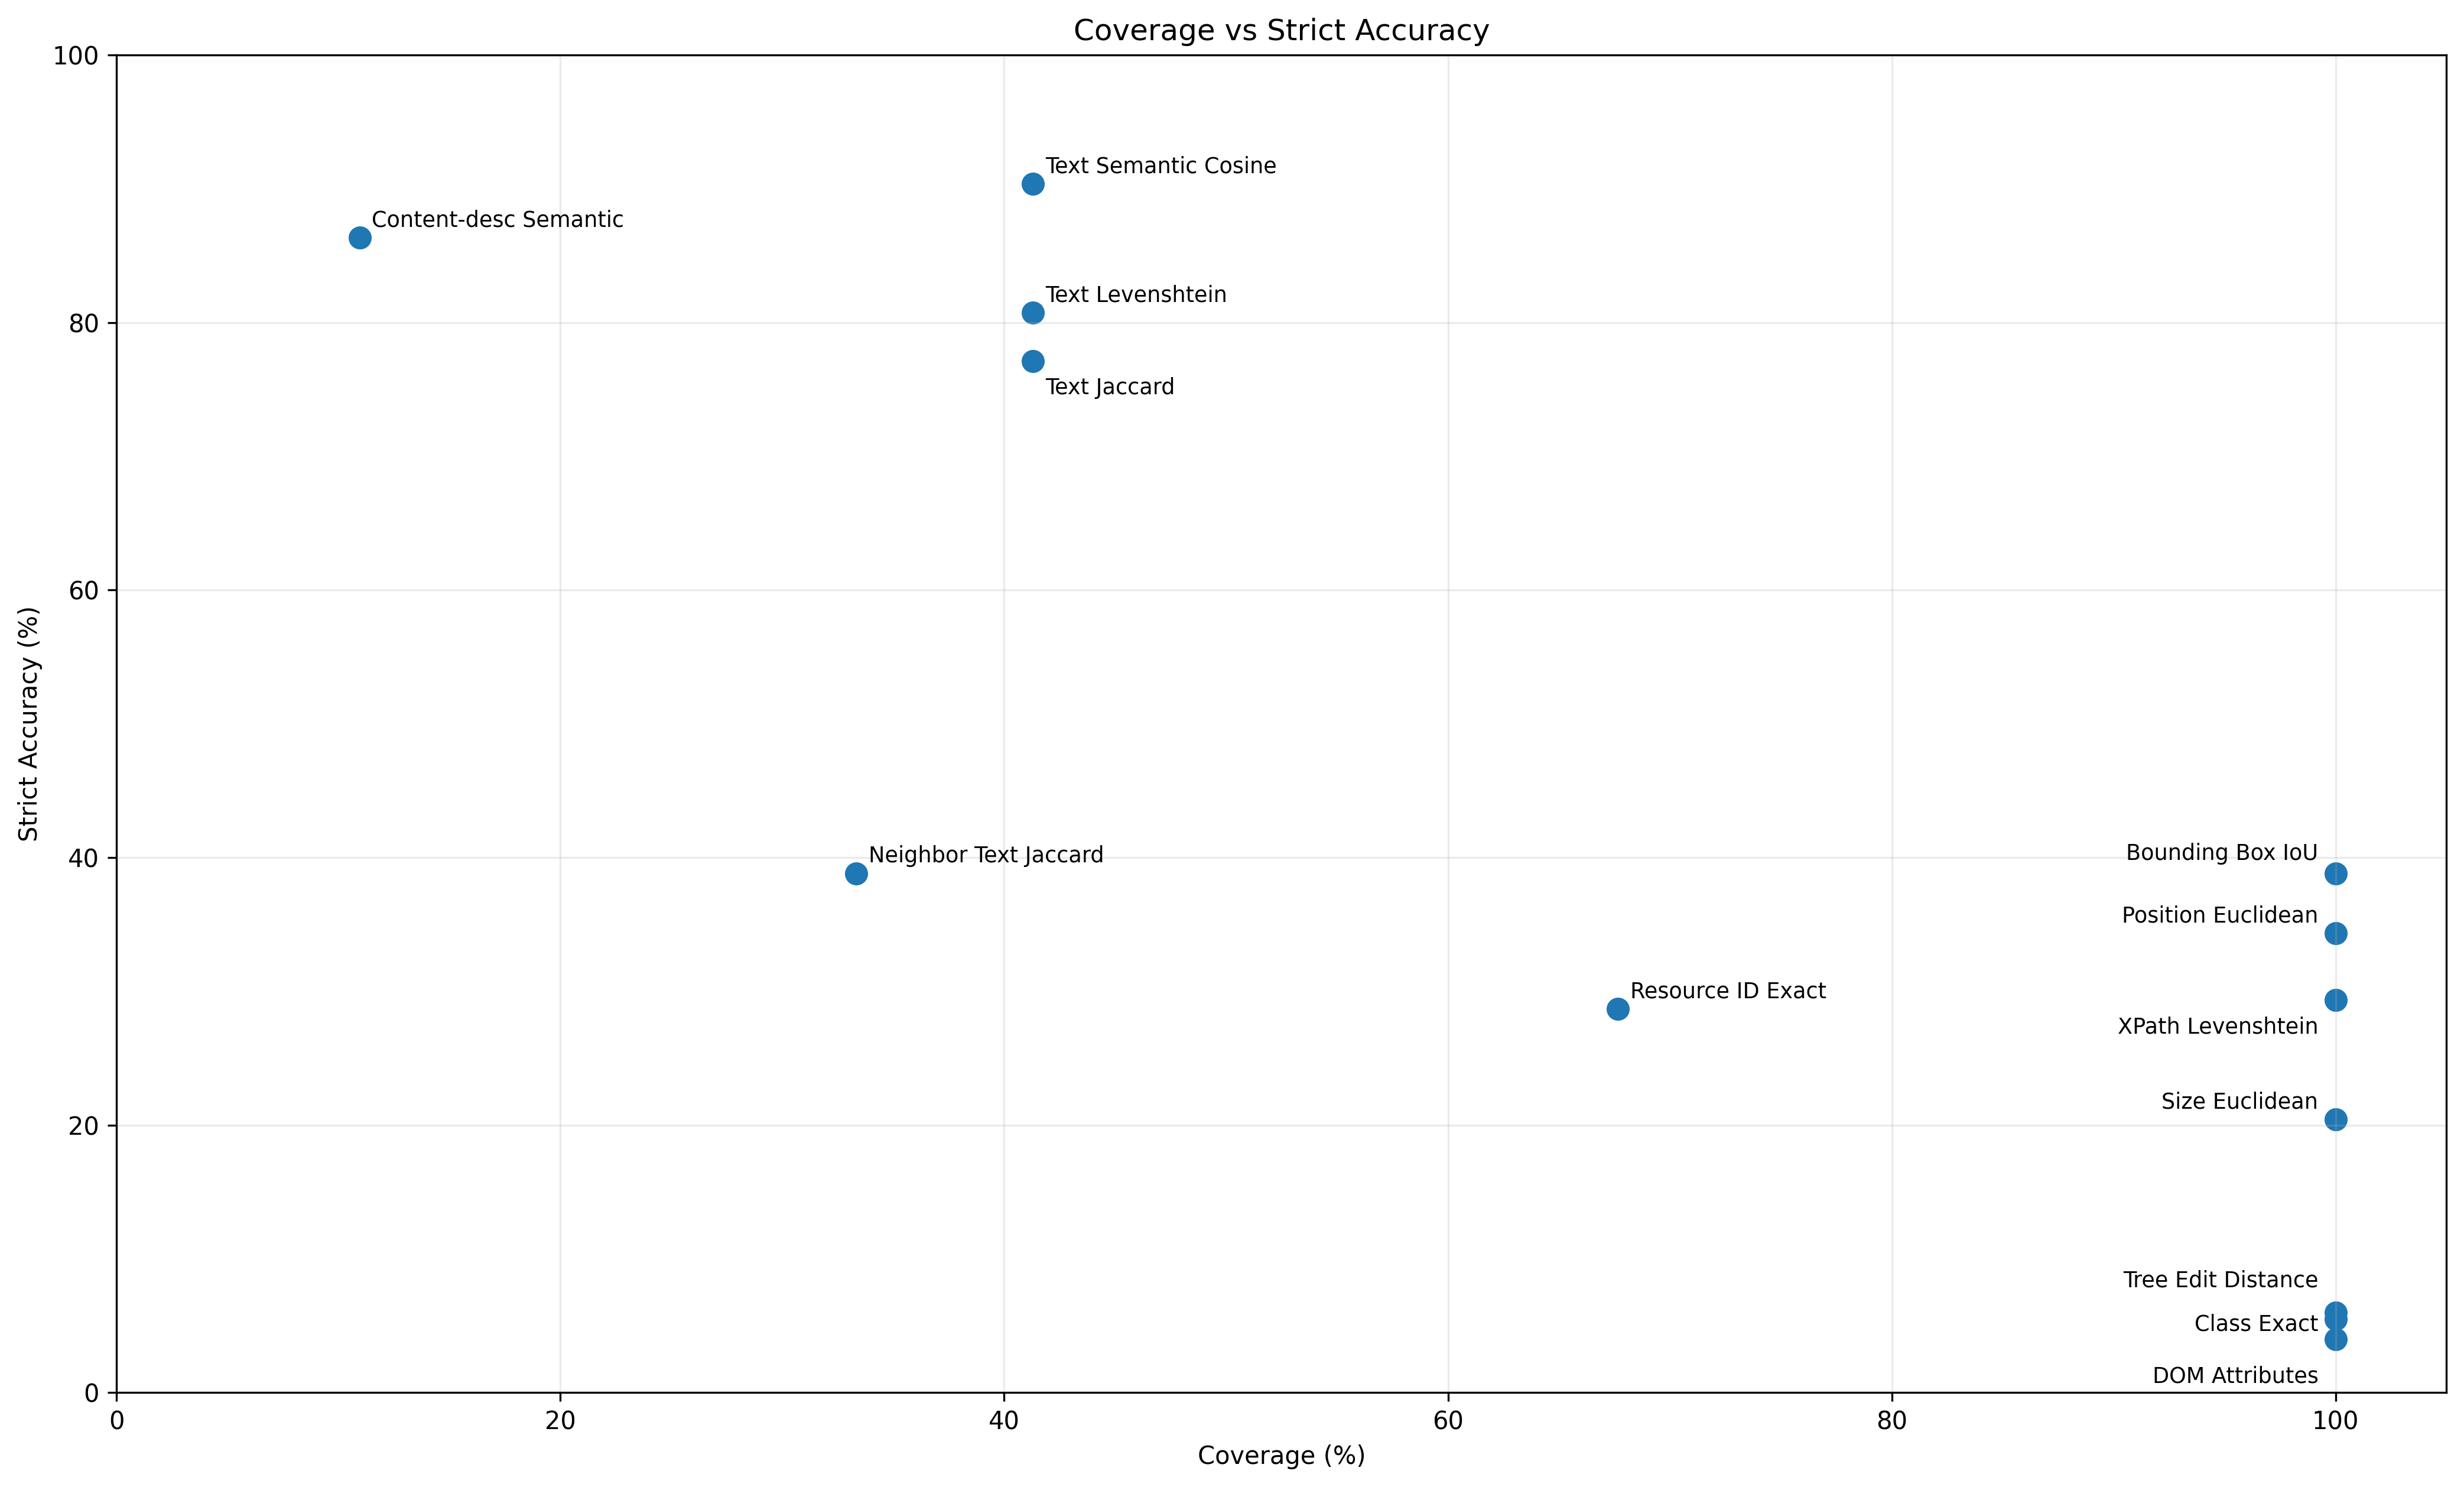 Coverage vs Strict Accuracy
100
Text Semantic Cosine
Content-desc Semantic
Text Levenshtein
80
Text Jaccard
60
Strict Accuracy (%)
40
Neighbor Text Jaccard
Bounding Box IoU
Position Euclidean
Resource ID Exact
XPath Levenshtein
Size Euclidean
20
Tree Edit Distance
Class Exact
DOM Attributes
0
0 20 40 60 80 100
Coverage (%)